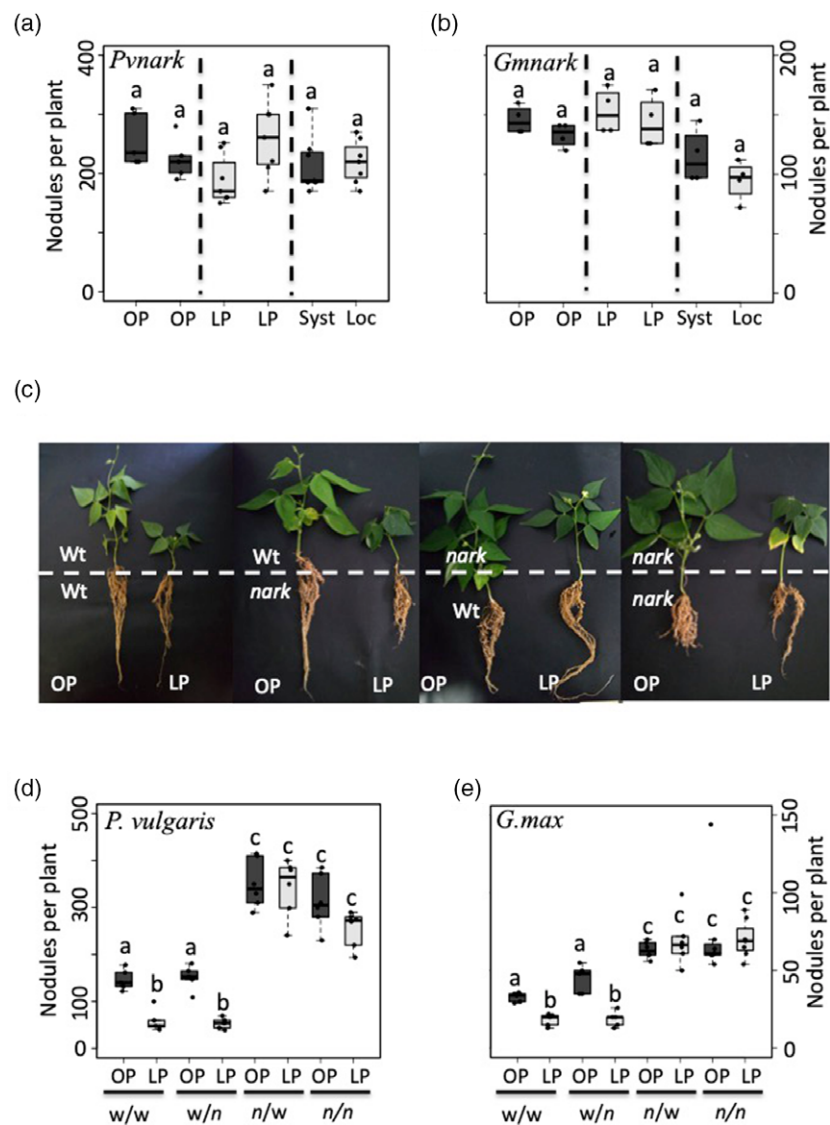 (a)
Pvnark
Nodules per plant
400
200
0
a a a a a a
OP OP LP LP Syst Loc
(b)
Gmnark
Nodules per plant
200
100
0
a a a a a a
OP OP LP LP Syst Loc
(c)
Wt Wt nark nark
Wt nark Wt nark
OP LP OP LP OP LP OP LP
(d)
P. vulgaris
Nodules per plant
500
300
100
0
a b a b c c c c
OP LP OP LP OP LP OP LP
w/w w/n n/w n/n
(e)
G.max
Nodules per plant
150
100
50
0
a b a b c c c c
OP LP OP LP OP LP OP LP
w/w w/n n/w n/n